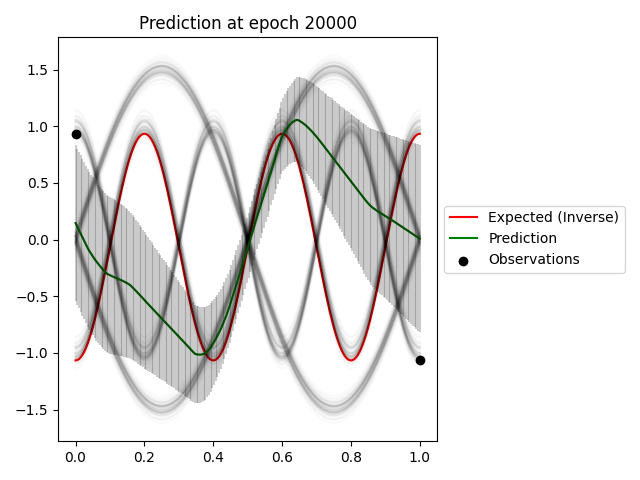 Prediction at epoch 20000
1.5
1.0
0.5
0.0
−0.5
−1.0
−1.5
0.0 0.2 0.4 0.6 0.8 1.0
Expected (Inverse)
Prediction
Observations